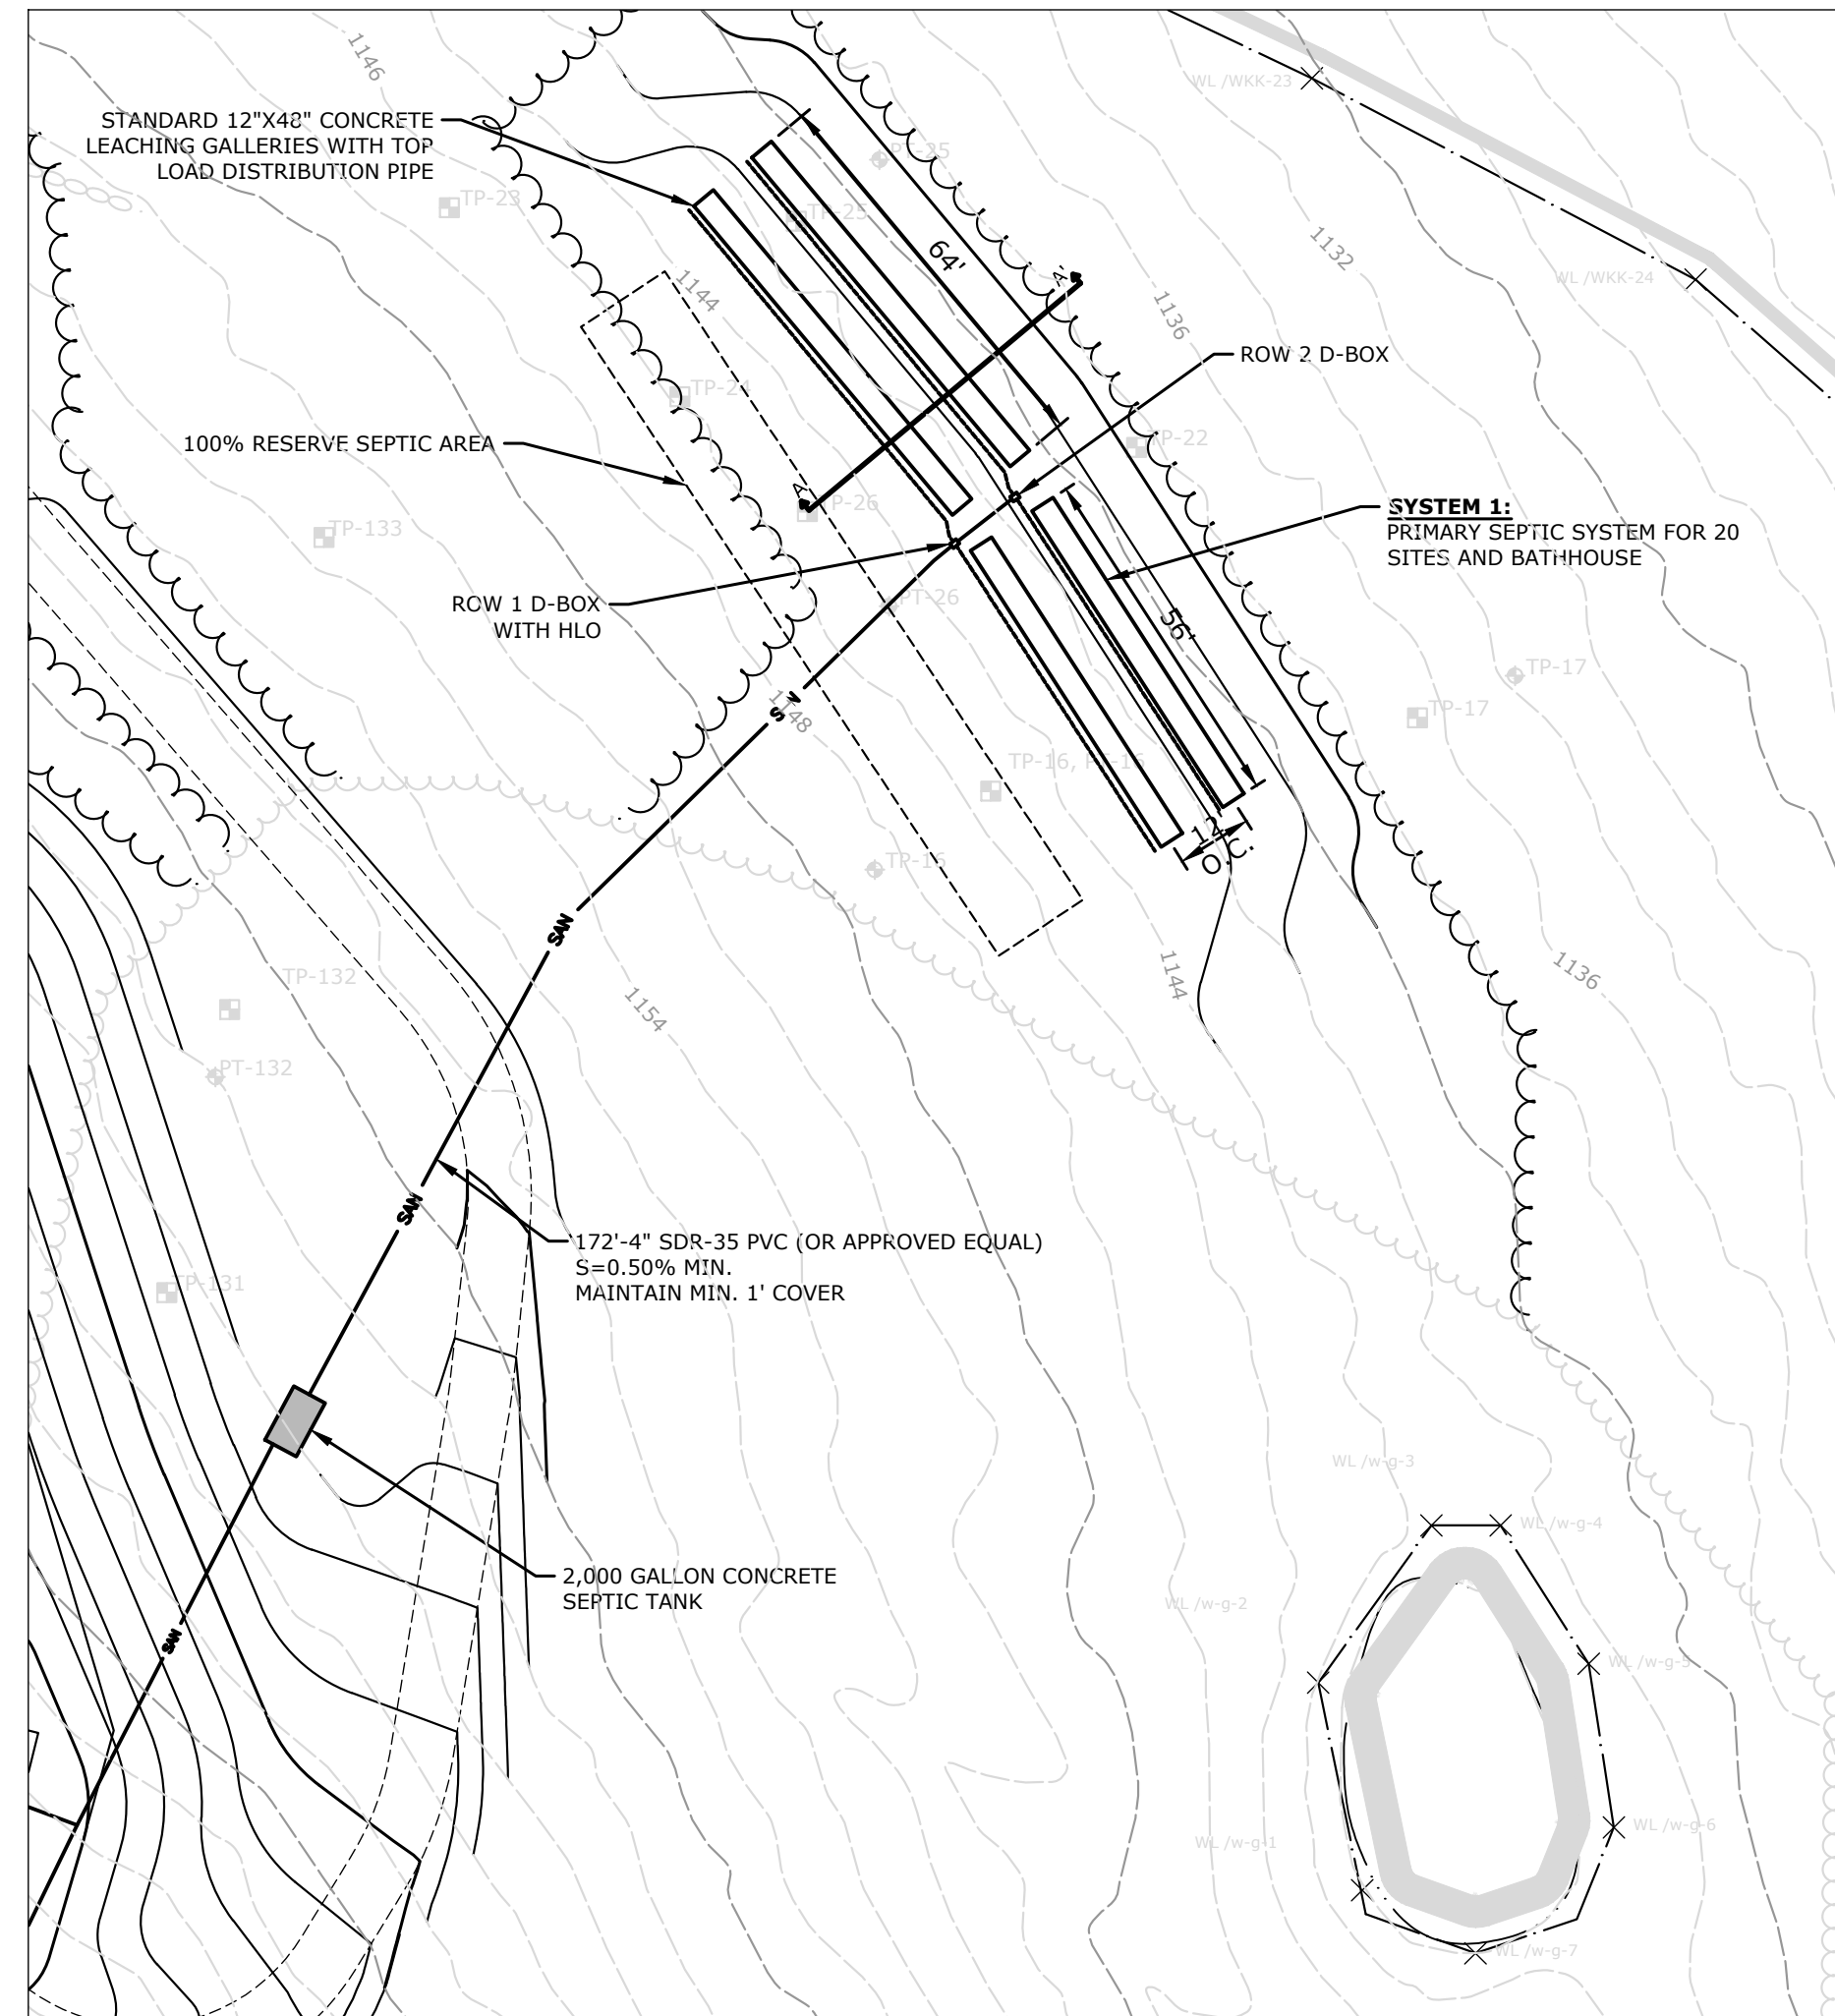 1146
WL /WKK-23
STANDARD 12"X48" CONCRETE
LEACHING GALLERIES WITH TOP
LOAD DISTRIBUTION PIPE
PT-25
TP-23
TP-25
1132
64'
A'
WL /WKK-24
1144
1136
ROW 2 D-BOX
TP-24
100% RESERVE SEPTIC AREA
TP-22
A
P-26
SYSTEM 1:
PRIMARY SEPTIC SYSTEM FOR 20
SITES AND BATHHOUSE
TP-133
ROW 1 D-BOX
WITH HLO
PT-26
56'
TP-17
1148
TP-17
TP-16,
12'
O.C.
TP-16
SAN
1144
1136
TP-132
1154
PT-132
SAN
172'-4" SDR-35 PVC (OR APPROVED EQUAL)
S=0.50% MIN.
MAINTAIN MIN. 1' COVER
TP-131
WL /w-g-3
WL /w-g-4
2,000 GALLON CONCRETE
SEPTIC TANK
WL /w-g-2
SAN
WL /w-g-5
WL /w-g-6
WL /w-g-1
WL /w-g-7